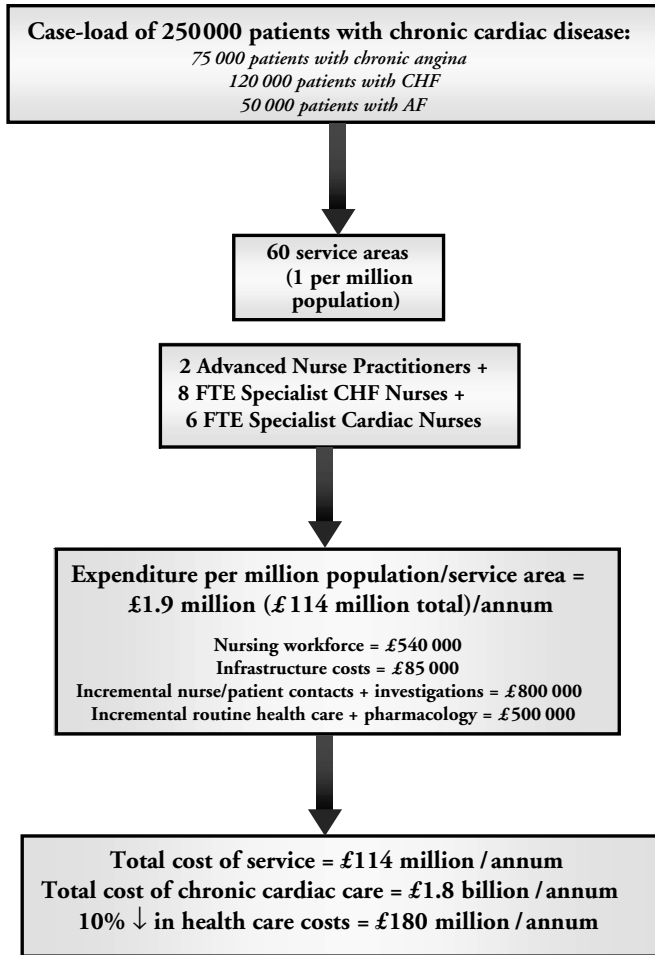 Case-load of 250 000 patients with chronic cardiac disease:
75 000 patients with chronic angina
120 000 patients with CHF
50 000 patients with AF
60 service areas
(1 per million
population)
2 Advanced Nurse Practitioners +
8 FTE Specialist CHF Nurses +
6 FTE Specialist Cardiac Nurses
Expenditure per million population/service area =
£1.9 million (£114 million total)/annum
Nursing workforce = £540 000
Infrastructure costs = £85 000
Incremental nurse/patient contacts + investigations = £800 000
Incremental routine health care + pharmacology = £500 000
Total cost of service = £114 million / annum
Total cost of chronic cardiac care = £1.8 billion / annum
10% ↓ in health care costs = £180 million / annum